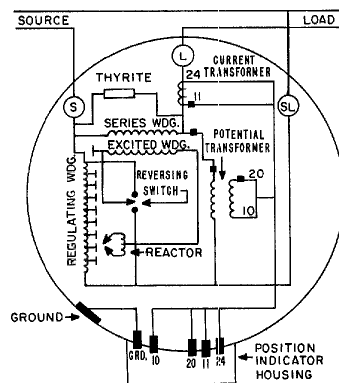 SOURCE
LOAD
L
CURRENT
TRANSFORMER
24
THYRITE
11
S
SL
SERIES WDG.
EXCITED WDG.
POTENTIAL
TRANSFORMER
REVERSING
SWITCH
20
10
REGULATING WDG.
REACTOR
GROUND
GRD.
10
20
11
24
POSITION
INDICATOR
HOUSING